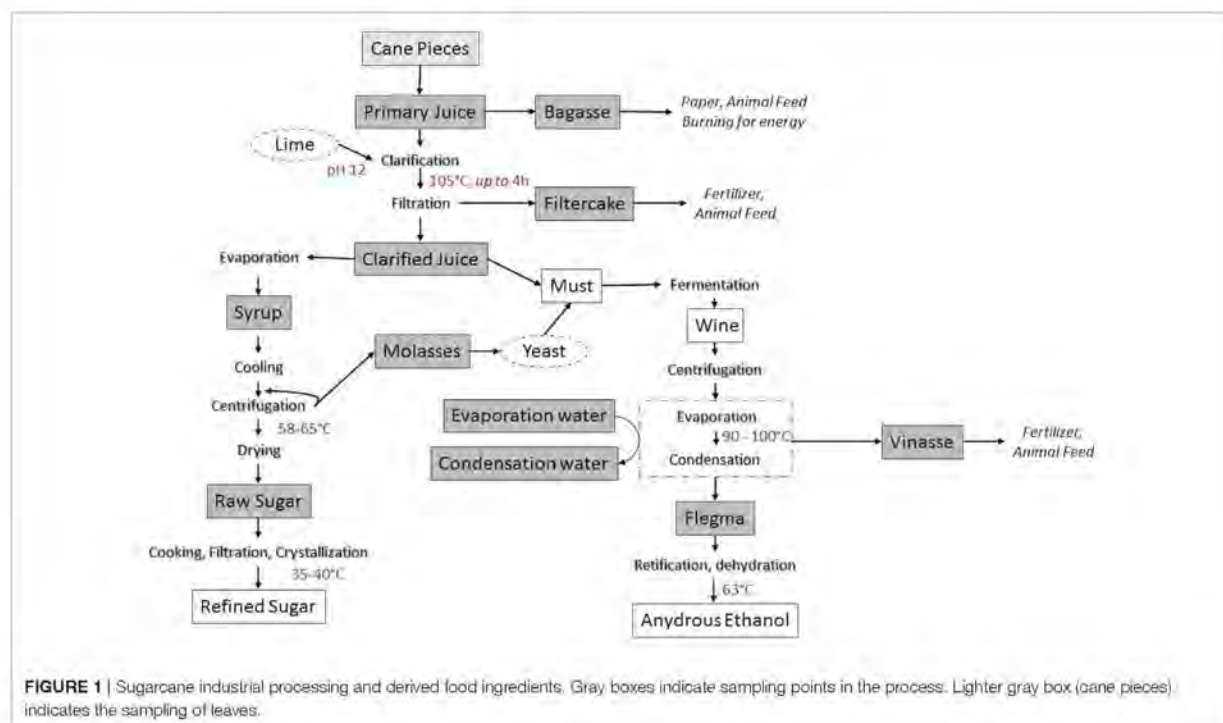 Cane Pieces
Primary Juice
Bagasse
Paper, Animal Feed
Burning for energy
Lime
pH 12
Clarification
105°C, up to 4h
Filtration
Filtercake
Fertilizer,
Animal Feed
Evaporation
Clarified Juice
Must
Fermentation
Syrup
Wine
Molasses
Yeast
Cooling
Centrifugation
Centrifugation
58-65°C
Evaporation water
Evaporation
90 - 100°C
Vinasse
Fertilizer,
Animal Feed
Drying
Condensation water
Condensation
Raw Sugar
Flegma
Cooking, Filtration, Crystallization
35-40°C
Retification, dehydration
63°C
Refined Sugar
Anydrous Ethanol
FIGURE 1 | Sugarcane industrial processing and derived food ingredients. Gray boxes indicate sampling points in the process. Lighter gray box (cane pieces)
indicates the sampling of leaves.